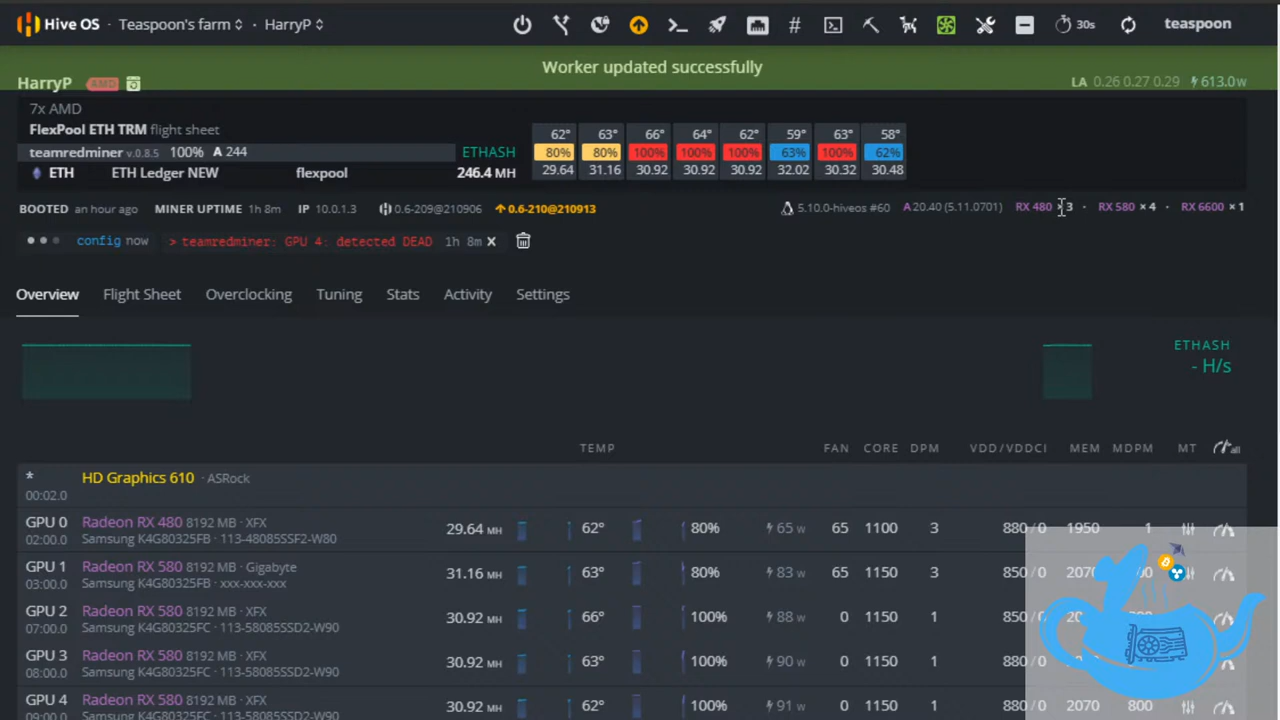 Hive OS Teaspoon's farm HarryP 30s teaspoon
Worker updated successfully
HarryP AMD LA 0.26 0.27 0.29 613.0 W
7x AMD
FlexPool ETH TRM flight sheet
62° 63° 66° 64° 62° 59° 63° 58°
teamredminer v.0.8.5 100% A 244 ETHASH 80% 80% 100% 100% 100% 63% 100% 62%
ETH ETH Ledger NEW flexpool 246.4 MH 29.64 31.16 30.92 30.92 30.92 32.02 30.32 30.48
BOOTED an hour ago MINER UPTIME 1h 8m IP 10.0.1.3 0.6-209@210906 0.6-210@210913 5.10.0-hiveos #60 A 20.40 (5.11.0701) RX 480 × 3 · RX 580 × 4 · RX 6600 × 1
config now > teamredminer: GPU 4: detected DEAD 1h 8m X
Overview Flight Sheet Overclocking Tuning Stats Activity Settings
ETHASH
- H/s
TEMP FAN CORE DPM VDD/VDDCI MEM MDPM MT all
* HD Graphics 610 · ASRock
00:02.0
GPU 0 Radeon RX 480 8192 MB · XFX 29.64 MH 62° 80% 65 W 65 1100 3 880 / 0 1950 1
02:00.0 Samsung K4G80325FB · 113-48085SSF2-W80
GPU 1 Radeon RX 580 8192 MB · Gigabyte 31.16 MH 63° 80% 83 W 65 1150 3 850 / 0 2070
03:00.0 Samsung K4G80325FB · xxx-xxx-xxx
GPU 2 Radeon RX 580 8192 MB · XFX 30.92 MH 66° 100% 88 W 0 1150 1 880 / 0
07:00.0 Samsung K4G80325FC · 113-58085SSD2-W90
GPU 3 Radeon RX 580 8192 MB · XFX 30.92 MH 63° 100% 90 W 0 1150 1 880 / 0
08:00.0 Samsung K4G80325FC · 113-58085SSD2-W90
GPU 4 Radeon RX 580 8192 MB · XFX 30.92 MH 62° 100% 91 W 0 1150 1 880 / 0 2070 800
09:00.0 Samsung K4G80325FC · 113-58085SSD2-W90